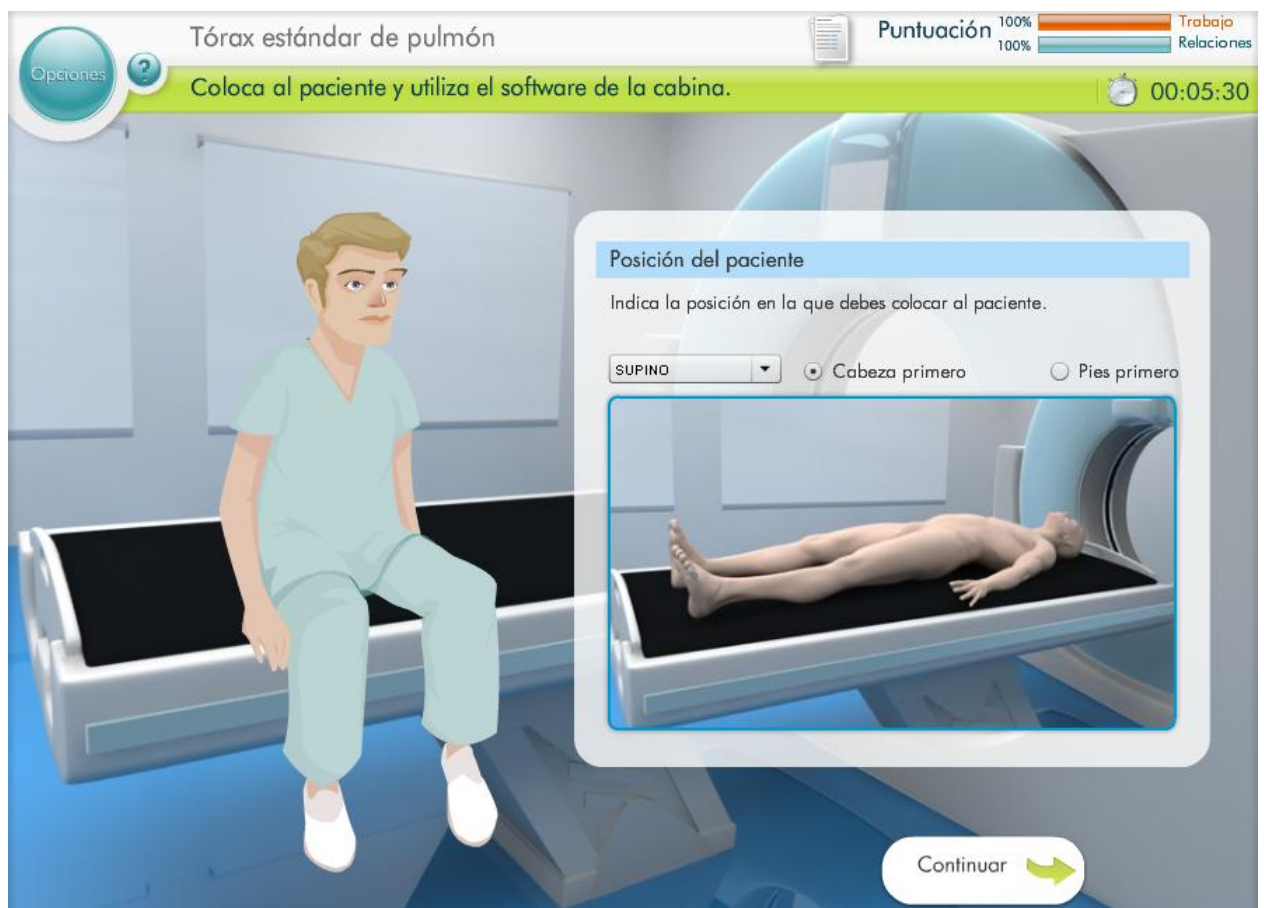 Opciones
?
Tórax estándar de pulmón
Puntuación
100%
Trabajo
100%
Relaciones
Coloca al paciente y utiliza el software de la cabina.
00:05:30
Posición del paciente
Indica la posición en la que debes colocar al paciente.
SUPINO
Cabeza primero
Pies primero
Continuar